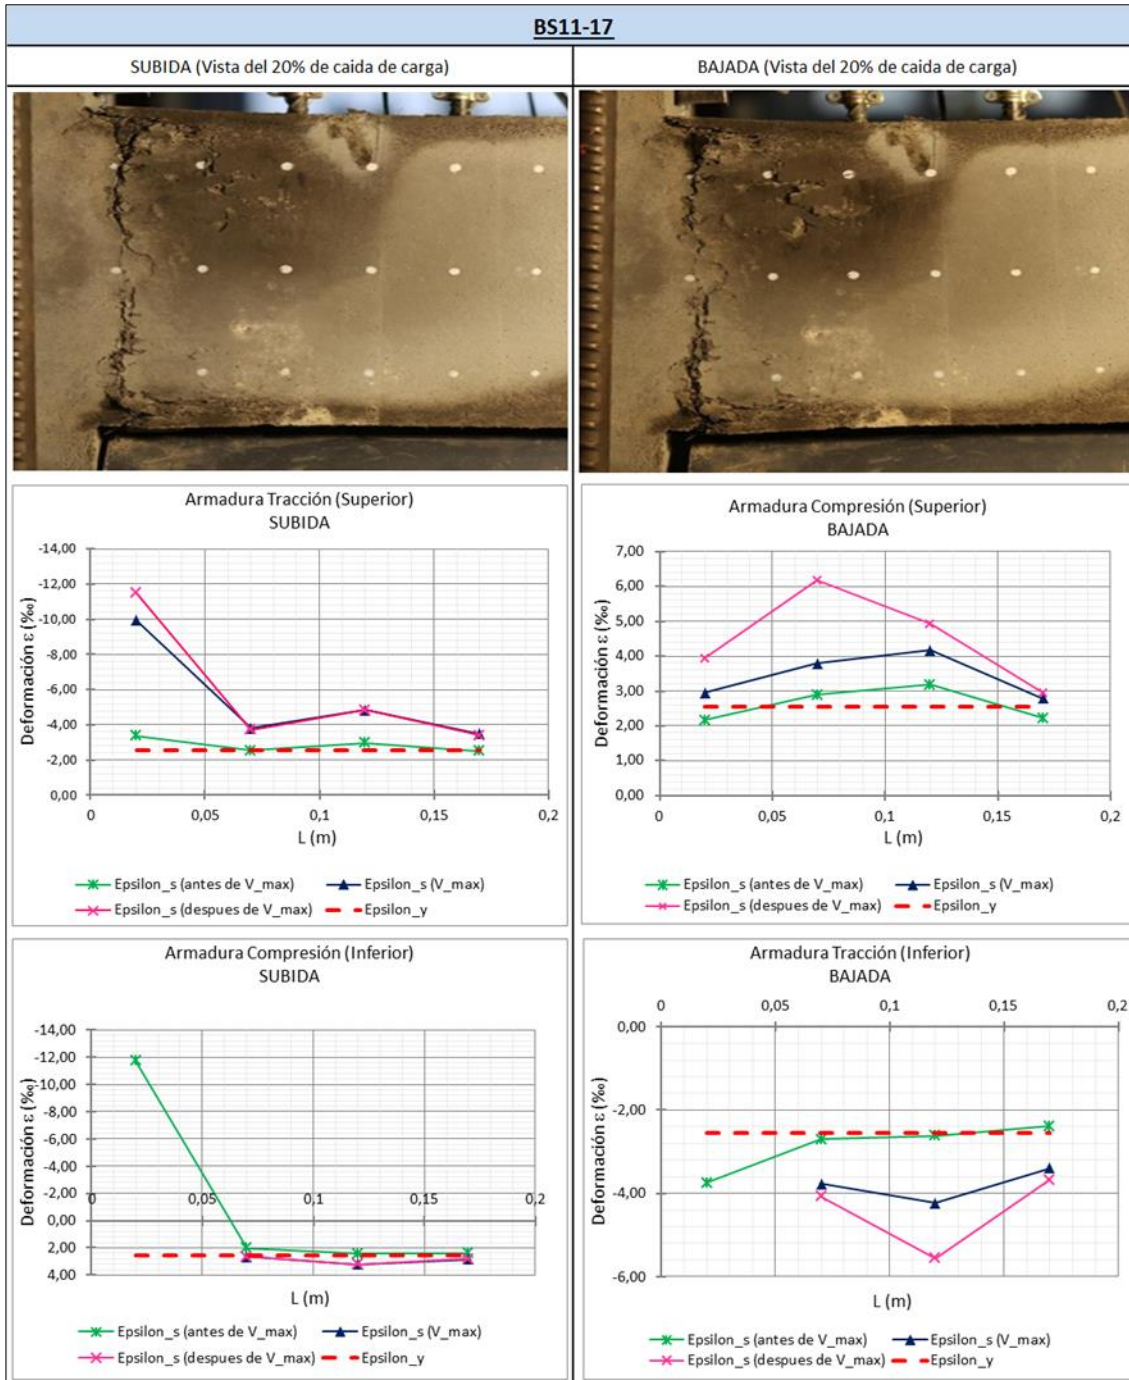 BS11-17
SUBIDA (Vista del 20% de caida de carga)
BAJADA (Vista del 20% de caida de carga)
Armadura Tracción (Superior)
SUBIDA
Deformación ε (‰)
-14,00
-12,00
-10,00
-8,00
-6,00
-4,00
-2,00
0,00
0 0,05 0,1 0,15 0,2
L (m)
Epsilon_s (antes de V_max) Epsilon_s (V_max)
Epsilon_s (despues de V_max) Epsilon_y
Armadura Compresión (Superior)
BAJADA
Deformación ε (‰)
7,00
6,00
5,00
4,00
3,00
2,00
1,00
0,00
0 0,05 0,1 0,15 0,2
L (m)
Epsilon_s (antes de V_max) Epsilon_s (V_max)
Epsilon_s (despues de V_max) Epsilon_y
Armadura Compresión (Inferior)
SUBIDA
Deformación ε (‰)
-14,00
-12,00
-10,00
-8,00
-6,00
-4,00
-2,00
0 0,05 0,1 0,15 0,2
0,00
2,00
4,00
L (m)
Epsilon_s (antes de V_max) Epsilon_s (V_max)
Epsilon_s (despues de V_max) Epsilon_y
Armadura Tracción (Inferior)
BAJADA
0 0,05 0,1 0,15 0,2
Deformación ε (‰)
0,00
-2,00
-4,00
-6,00
L (m)
Epsilon_s (antes de V_max) Epsilon_s (V_max)
Epsilon_s (despues de V_max) Epsilon_y